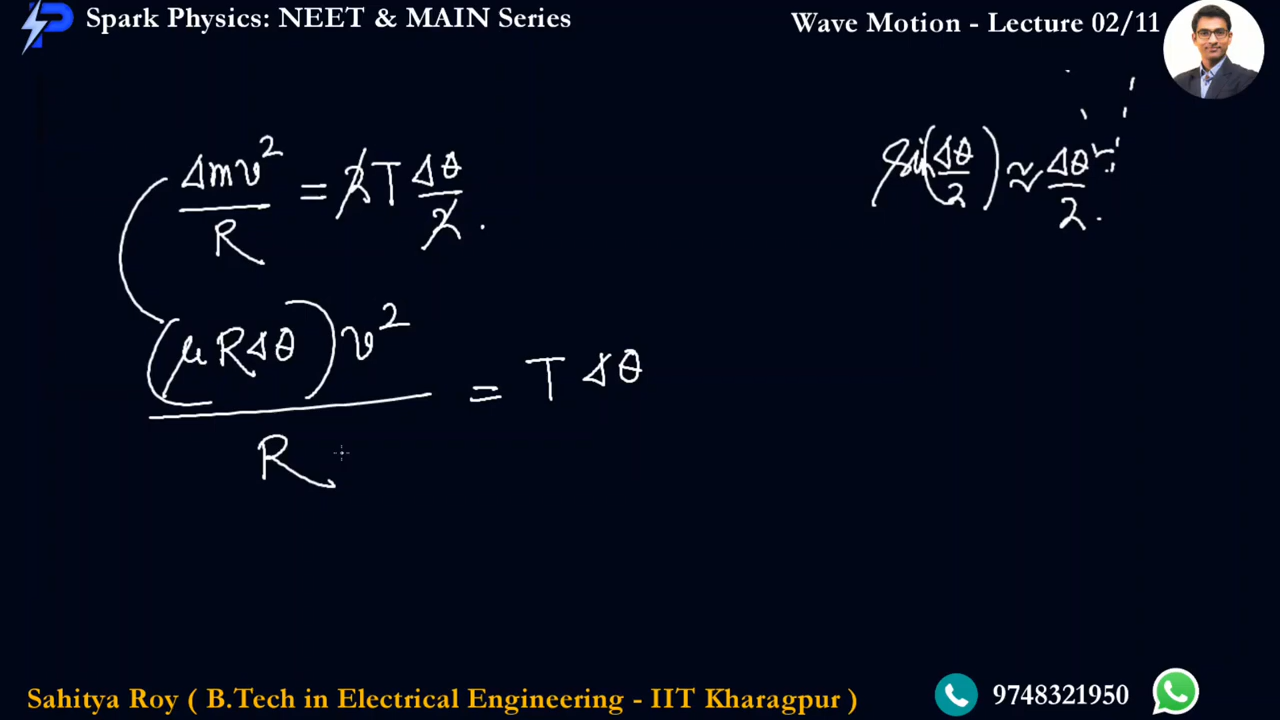 Spark Physics: NEET & MAIN Series
Wave Motion - Lecture 02/11
Δmv²/R = 2T Δθ/2.
sin(Δθ/2) ≈ Δθ/2.
(μRΔθ)v²/R = TΔθ
Sahitya Roy ( B.Tech in Electrical Engineering - IIT Kharagpur )
9748321950